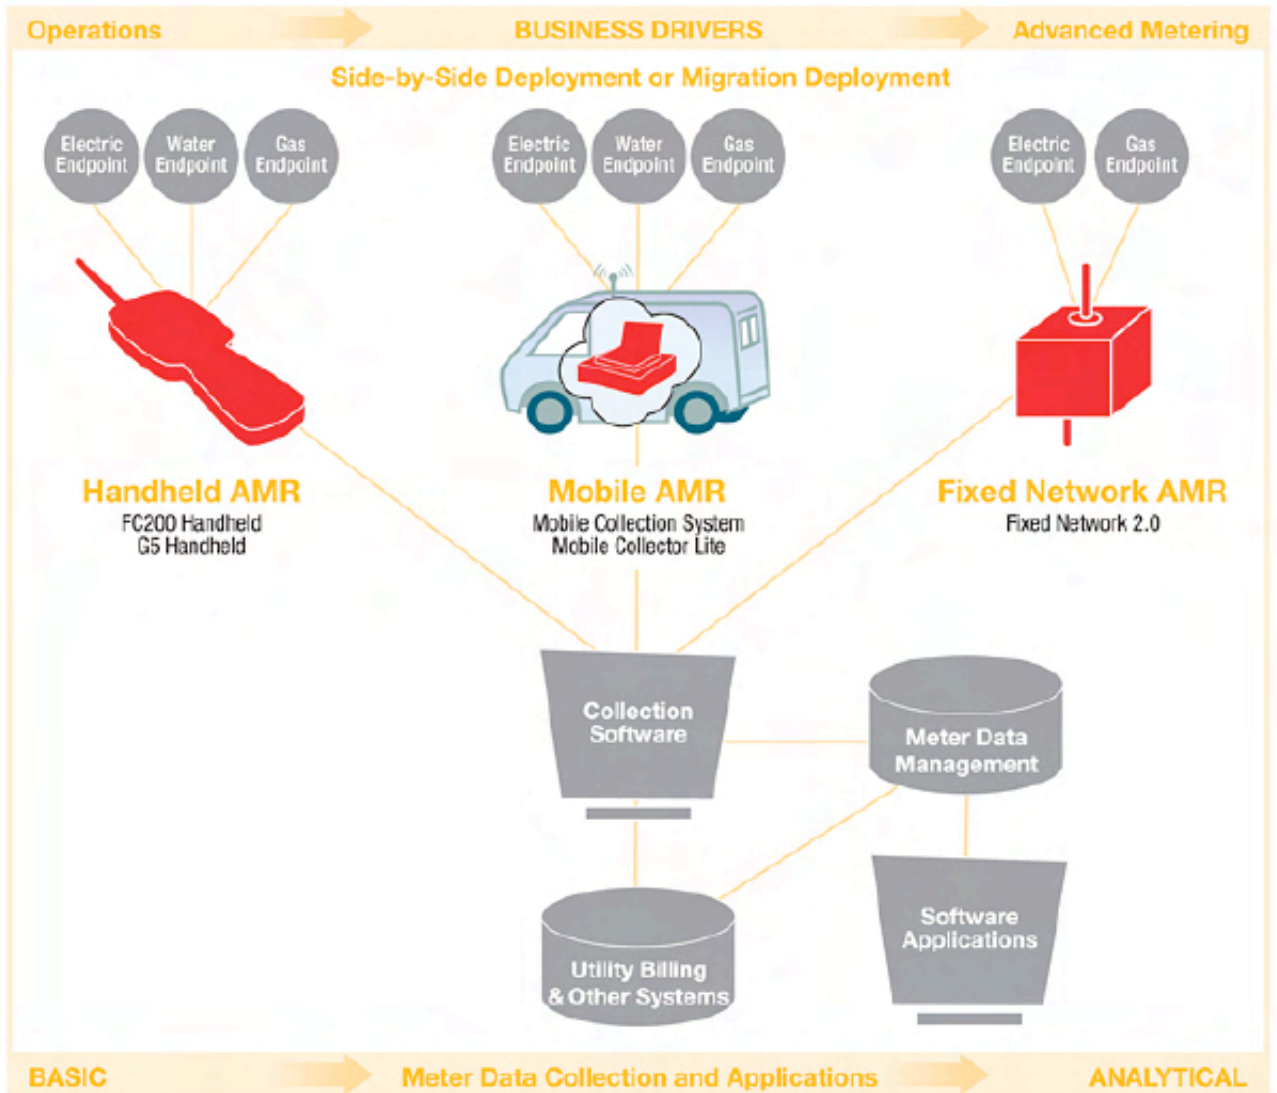 Operations
BUSINESS DRIVERS
Advanced Metering
Side-by-Side Deployment or Migration Deployment
Electric
Endpoint
Water
Endpoint
Gas
Endpoint
Electric
Endpoint
Water
Endpoint
Gas
Endpoint
Electric
Endpoint
Gas
Endpoint
Handheld AMR
FC200 Handheld
G5 Handheld
Mobile AMR
Mobile Collection System
Mobile Collector Lite
Fixed Network AMR
Fixed Network 2.0
Collection
Software
Meter Data
Management
Utility Billing
& Other Systems
Software
Applications
BASIC
Meter Data Collection and Applications
ANALYTICAL